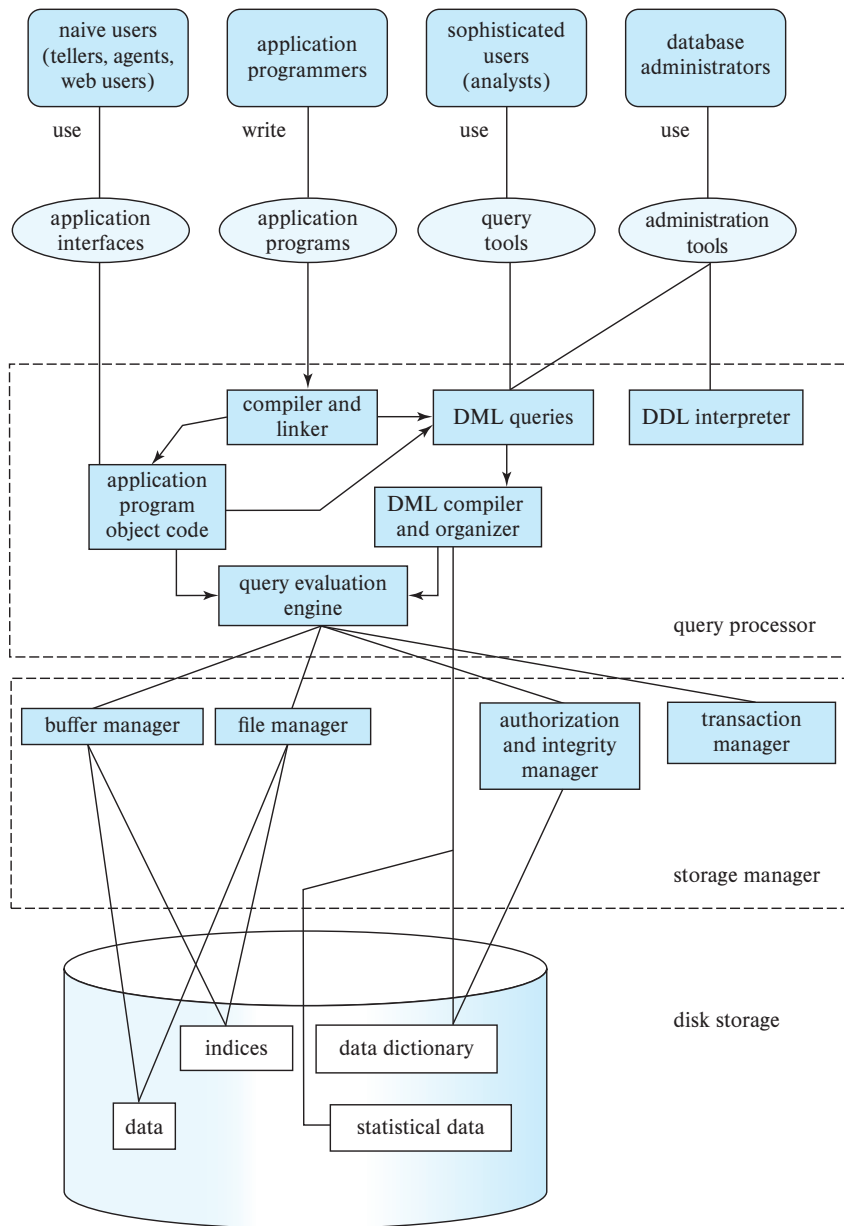 naive users
(tellers, agents,
web users)
application
programmers
sophisticated
users
(analysts)
database
administrators
use
write
use
use
application
interfaces
application
programs
query
tools
administration
tools
compiler and
linker
DML queries
DDL interpreter
application
program
object code
DML compiler
and organizer
query evaluation
engine
query processor
buffer manager
file manager
authorization
and integrity
manager
transaction
manager
storage manager
disk storage
indices
data dictionary
data
statistical data